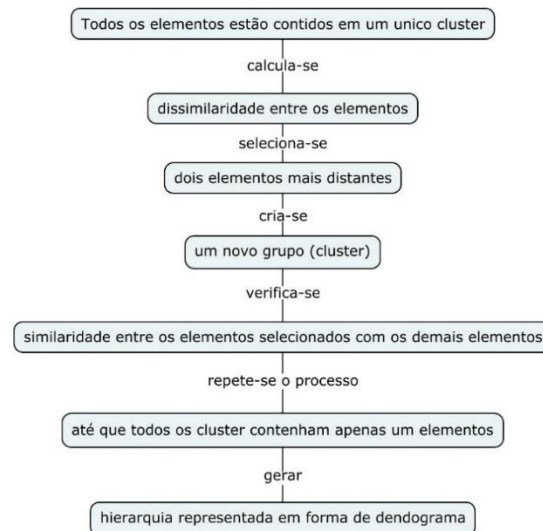 Todos os elementos estão contidos em um unico cluster
calcula-se
dissimilaridade entre os elementos
seleciona-se
dois elementos mais distantes
cria-se
um novo grupo (cluster)
verifica-se
similaridade entre os elementos selecionados com os demais elementos
repete-se o processo
até que todos os cluster contenham apenas um elementos
gerar
hierarquia representada em forma de dendograma